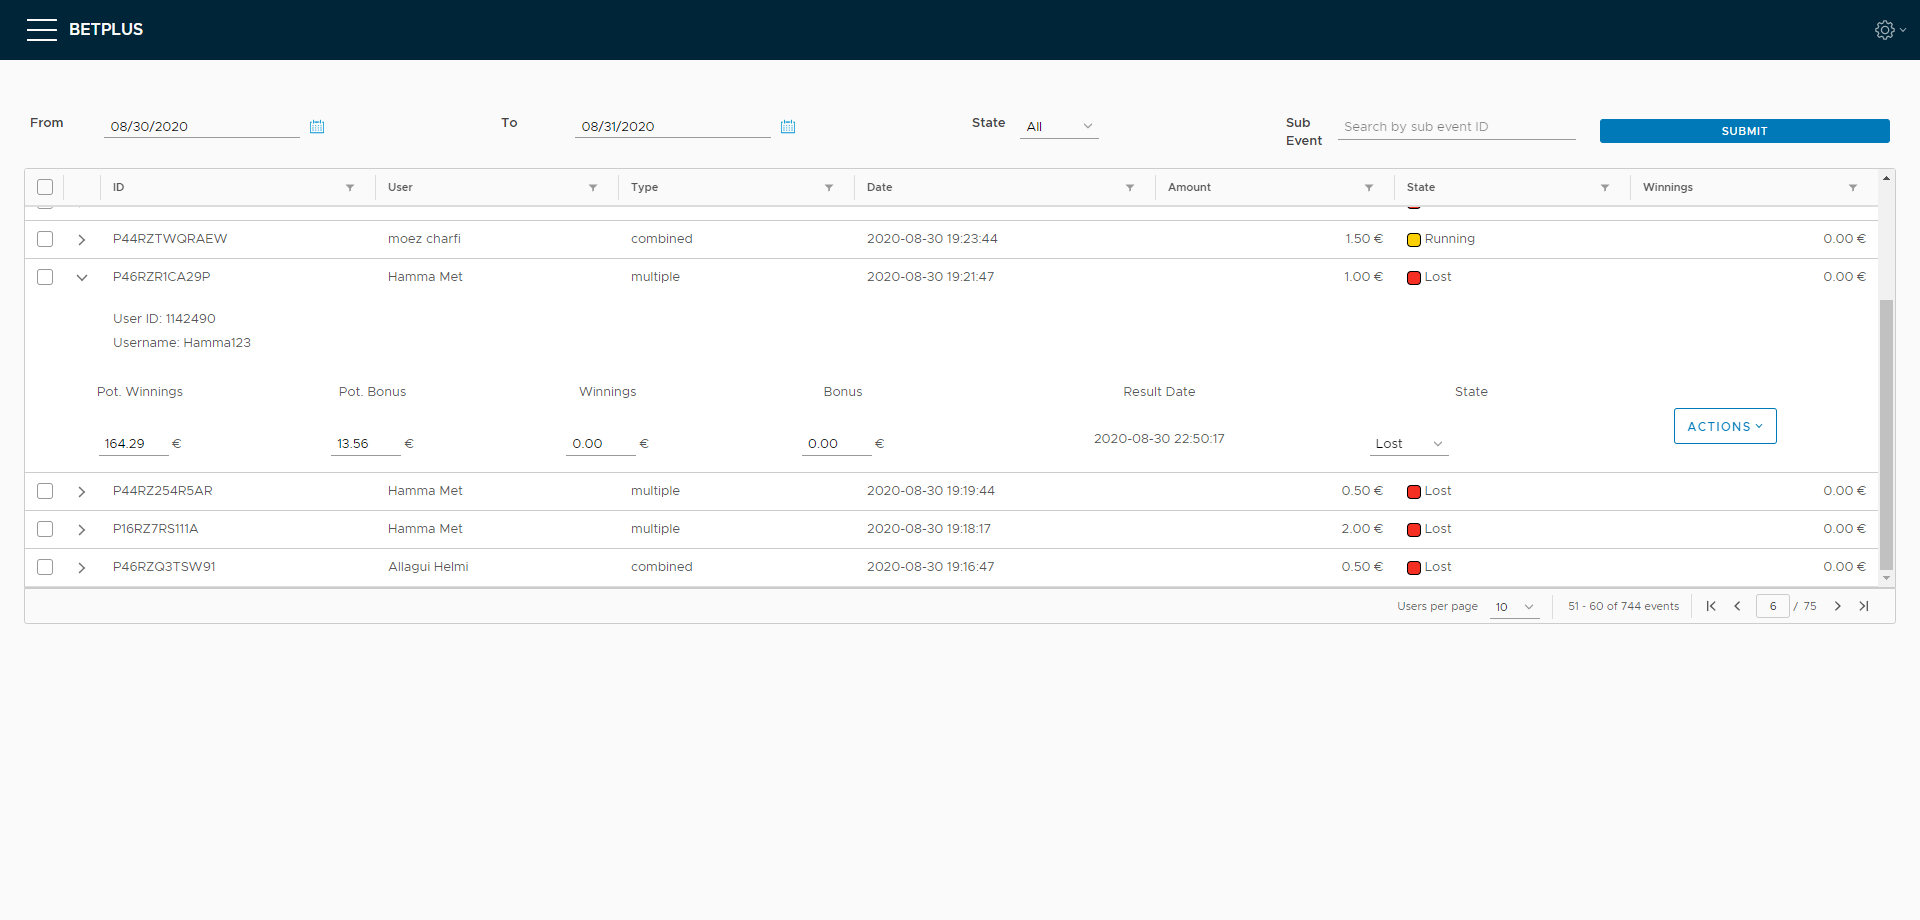 BETPLUS
From 08/30/2020 To 08/31/2020 State All Sub Event Search by sub event ID SUBMIT
ID User Type Date Amount State Winnings
P44RZTWQRAEW moez charfi combined 2020-08-30 19:23:44 1.50 € Running 0.00 €
P46RZR1CA29P Hamma Met multiple 2020-08-30 19:21:47 1.00 € Lost 0.00 €
User ID: 1142490
Username: Hamma123
Pot. Winnings Pot. Bonus Winnings Bonus Result Date State
164.29 € 13.56 € 0.00 € 0.00 € 2020-08-30 22:50:17 Lost ACTIONS
P44RZ254R5AR Hamma Met multiple 2020-08-30 19:19:44 0.50 € Lost 0.00 €
P16RZ7RS111A Hamma Met multiple 2020-08-30 19:18:17 2.00 € Lost 0.00 €
P46RZQ3TSW91 Allagui Helmi combined 2020-08-30 19:16:47 0.50 € Lost 0.00 €
Users per page 10 51 - 60 of 744 events 6 / 75